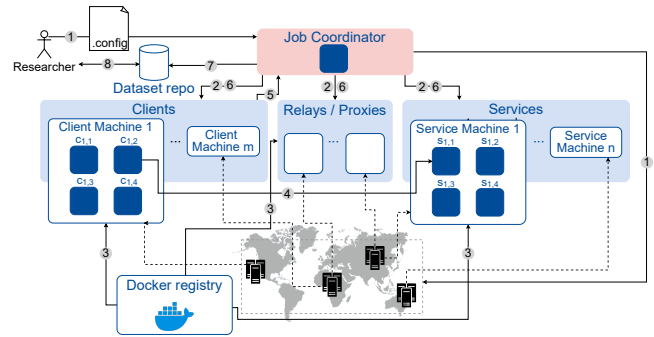 1
.config
Job Coordinator
Researcher
8
7
Dataset repo
2·6
5
2 6
2·6
Clients
Relays / Proxies
Services
Client Machine 1
c1,1
c1,2
c1,3
c1,4
...
Client
Machine m
...
Service Machine 1
s1,1
s1,2
s1,3
s1,4
...
Service
Machine n
1
4
3
3
3
Docker registry